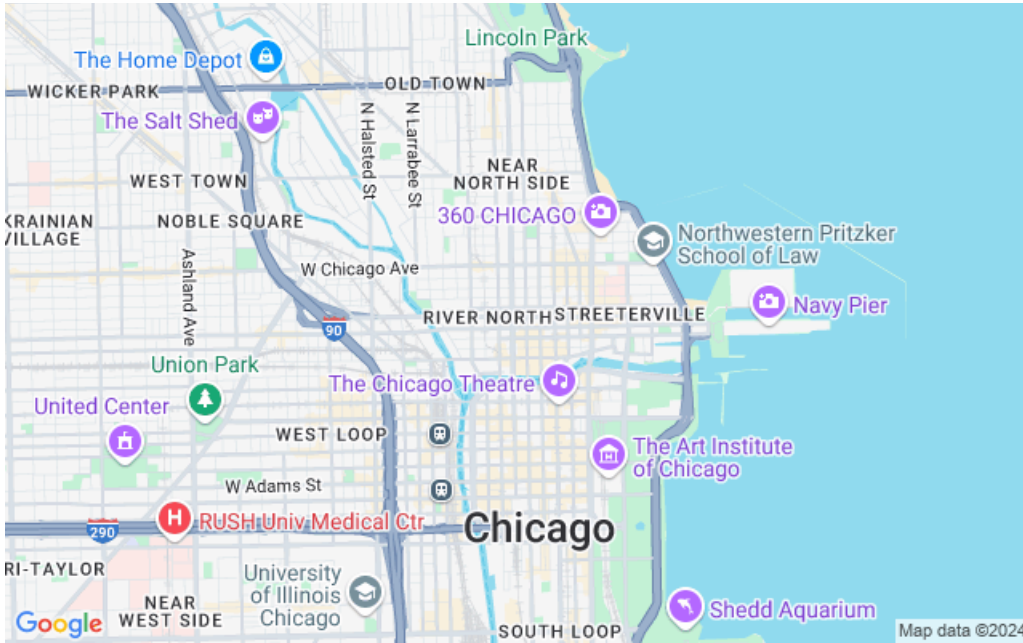 Lincoln Park
The Home Depot
WICKER PARK
OLD TOWN
The Salt Shed
N Halsted St
N Larrabee St
NEAR
NORTH SIDE
WEST TOWN
KRAINIAN
VILLAGE
NOBLE SQUARE
360 CHICAGO
Northwestern Pritzker
School of Law
Ashland Ave
W Chicago Ave
Navy Pier
RIVER NORTH
STREETERVILLE
90
Union Park
The Chicago Theatre
United Center
WEST LOOP
The Art Institute
of Chicago
W Adams St
H
RUSH Univ Medical Ctr
290
Chicago
RI-TAYLOR
University
of Illinois
Chicago
NEAR
WEST SIDE
Shedd Aquarium
SOUTH LOOP
Google
Map data ©2024